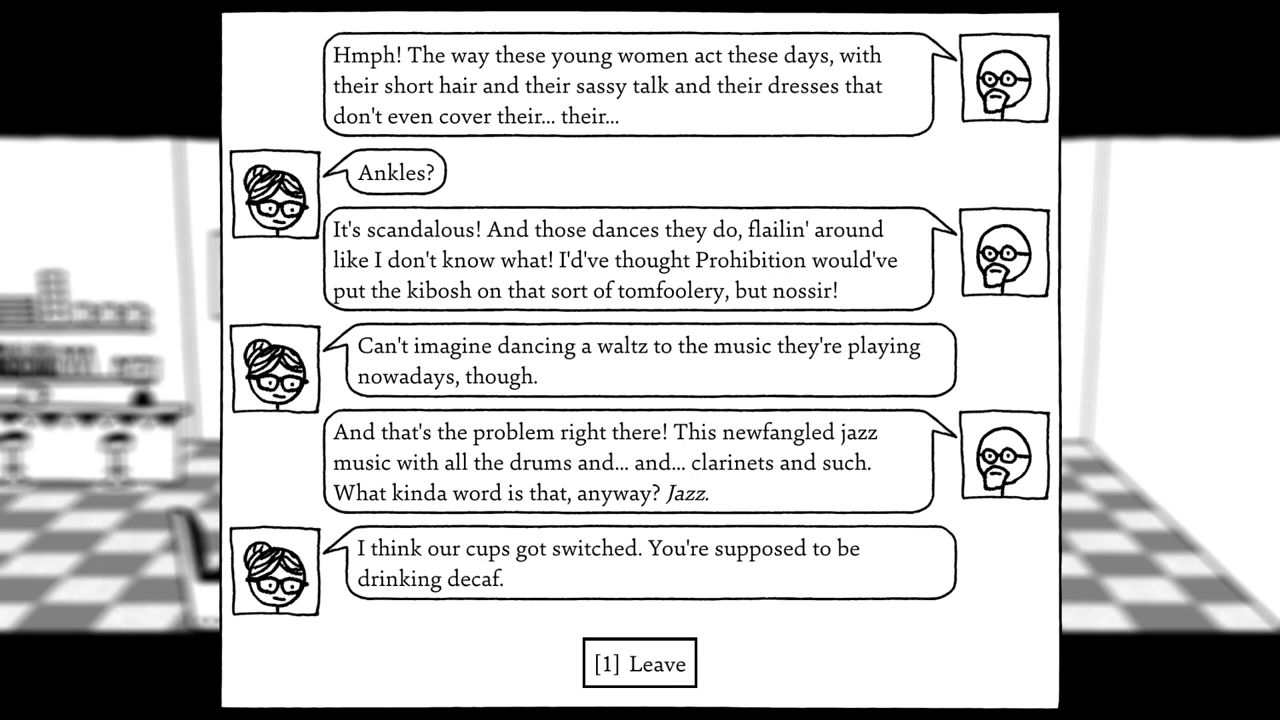 Hmph! The way these young women act these days, with
their short hair and their sassy talk and their dresses that
don't even cover their... their...
Ankles?
It's scandalous! And those dances they do, flailin' around
like I don't know what! I'd've thought Prohibition would've
put the kibosh on that sort of tomfoolery, but nossir!
Can't imagine dancing a waltz to the music they're playing
nowadays, though.
And that's the problem right there! This newfangled jazz
music with all the drums and... and... clarinets and such.
What kinda word is that, anyway? Jazz.
I think our cups got switched. You're supposed to be
drinking decaf.
[1] Leave